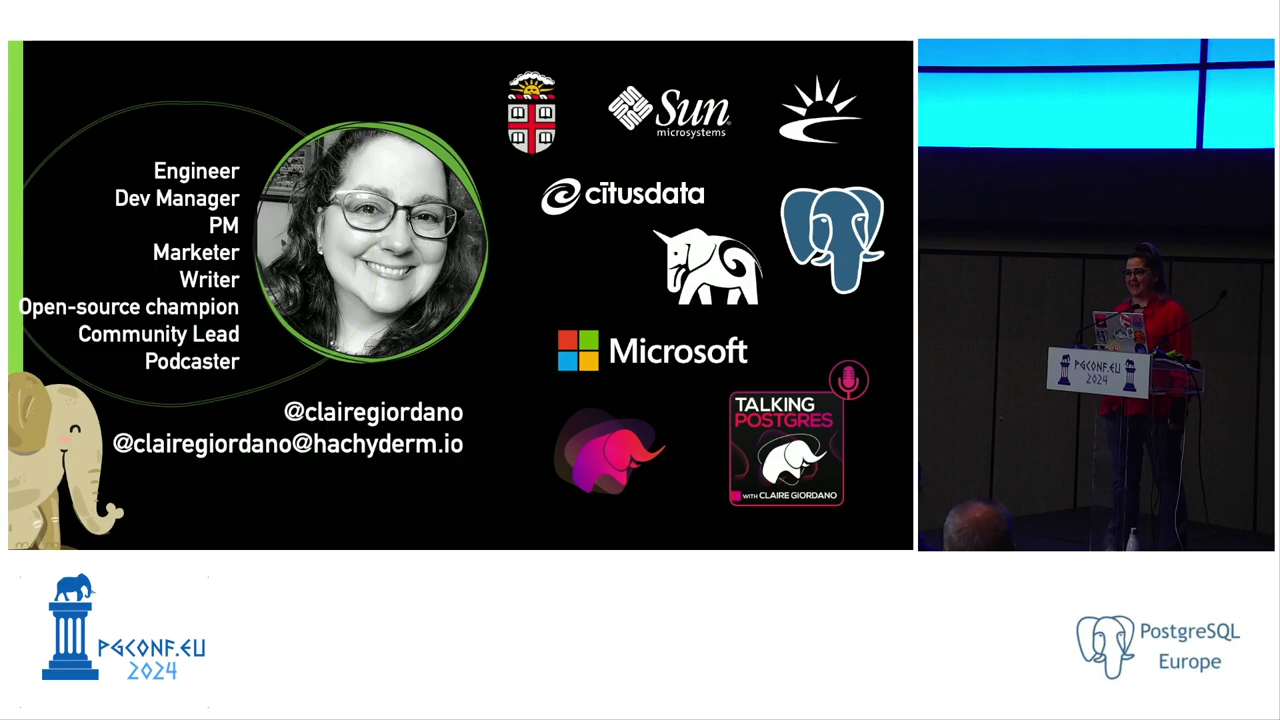 Engineer
Dev Manager
PM
Marketer
Writer
Open-source champion
Community Lead
Podcaster
@clairegiordano
@clairegiordano@hachyderm.io
Sun
microsystems
citusdata
Microsoft
TALKING
POSTGRES
WITH CLAIRE GIORDANO
PGCONF.EU
2024
PGCONF.EU
2024
PostgreSQL
Europe